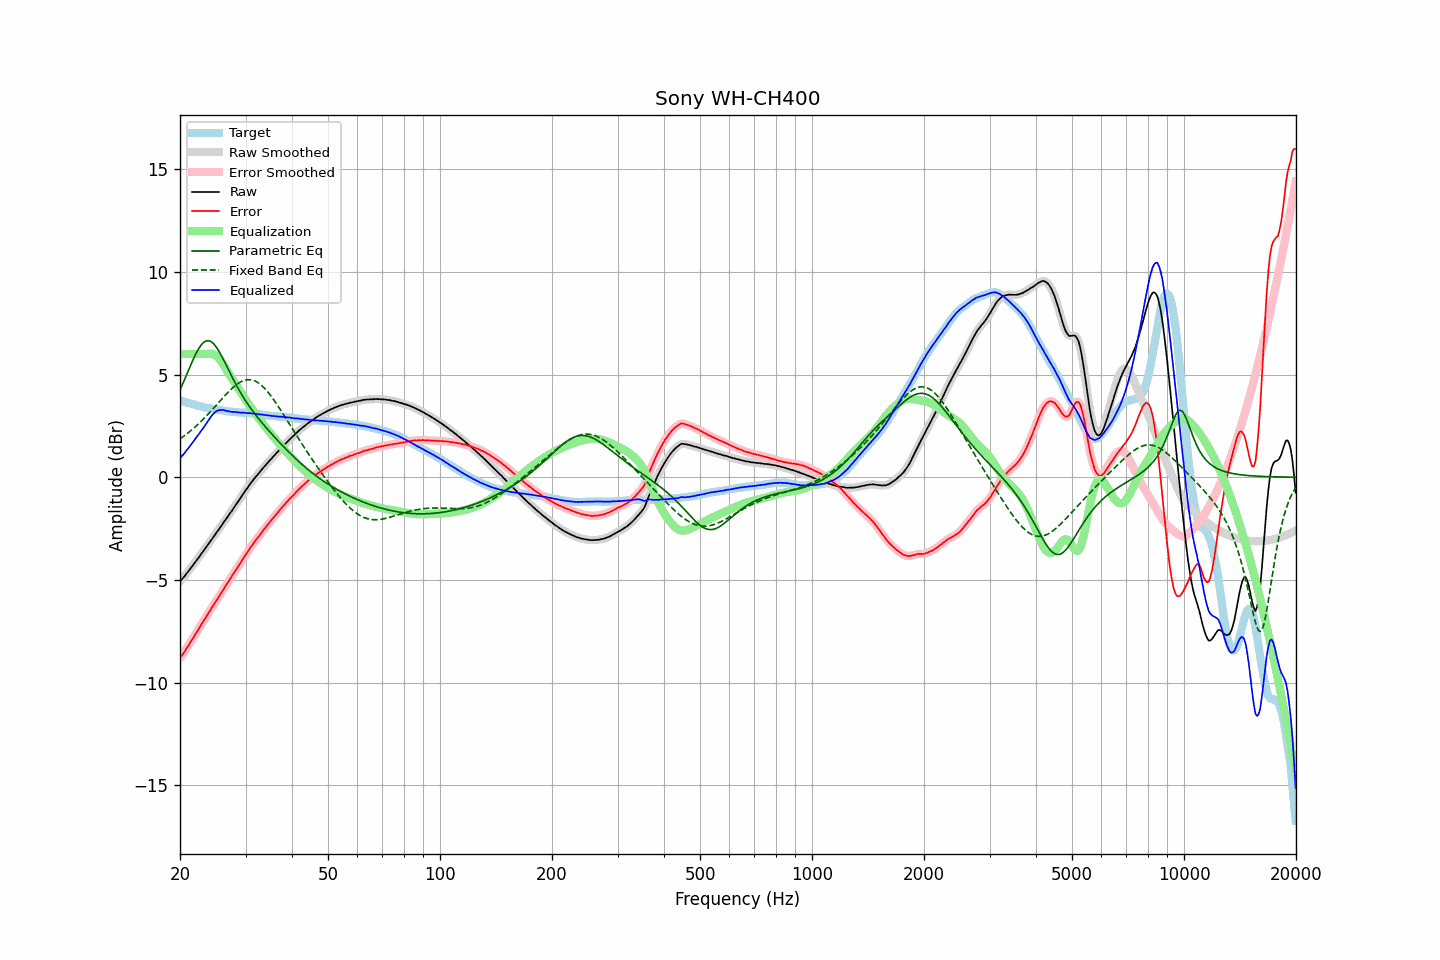 Sony WH-CH400
Target
Raw Smoothed
Error Smoothed
Raw
Error
Equalization
Parametric Eq
Fixed Band Eq
Equalized
Amplitude (dBr)
15
10
5
0
−5
−10
−15
20 50 100 200 500 1000 2000 5000 10000 20000
Frequency (Hz)